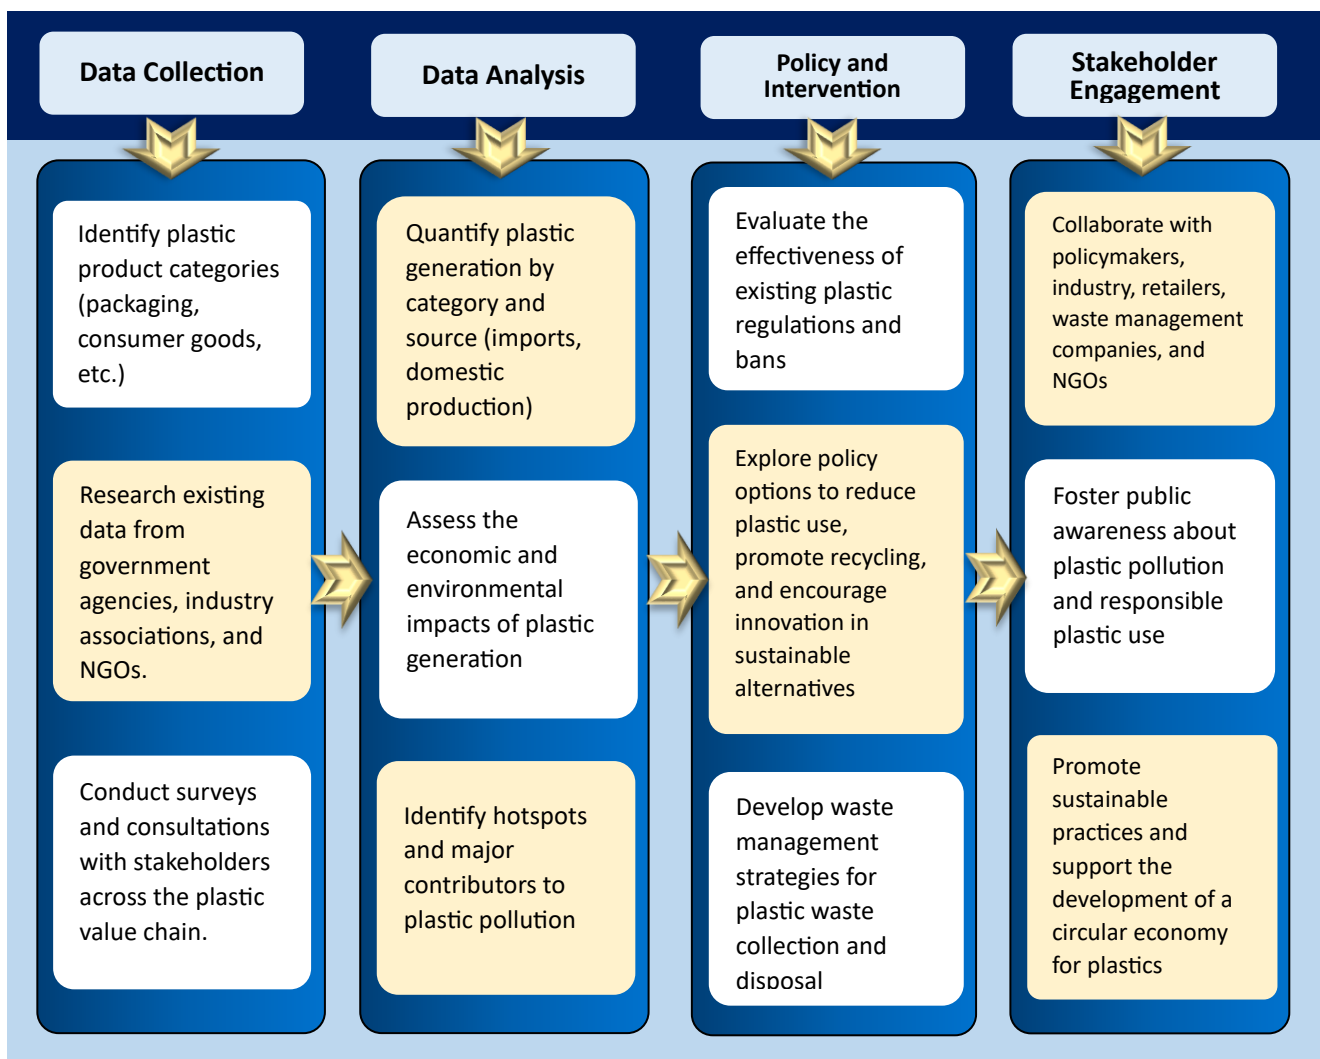 Data Collection
Identify plastic
product categories
(packaging,
consumer goods,
etc.)
Research existing
data from
government
agencies, industry
associations, and
NGOs.
Conduct surveys
and consultations
with stakeholders
across the plastic
value chain.
Data Analysis
Quantify plastic
generation by
category and
source (imports,
domestic
production)
Assess the
economic and
environmental
impacts of plastic
generation
Identify hotspots
and major
contributors to
plastic pollution
Policy and
Intervention
Evaluate the
effectiveness of
existing plastic
regulations and
bans
Explore policy
options to reduce
plastic use,
promote recycling,
and encourage
innovation in
sustainable
alternatives
Develop waste
management
strategies for
plastic waste
collection and
disposal
Stakeholder
Engagement
Collaborate with
policymakers,
industry, retailers,
waste management
companies, and
NGOs
Foster public
awareness about
plastic pollution
and responsible
plastic use
Promote
sustainable
practices and
support the
development of a
circular economy
for plastics